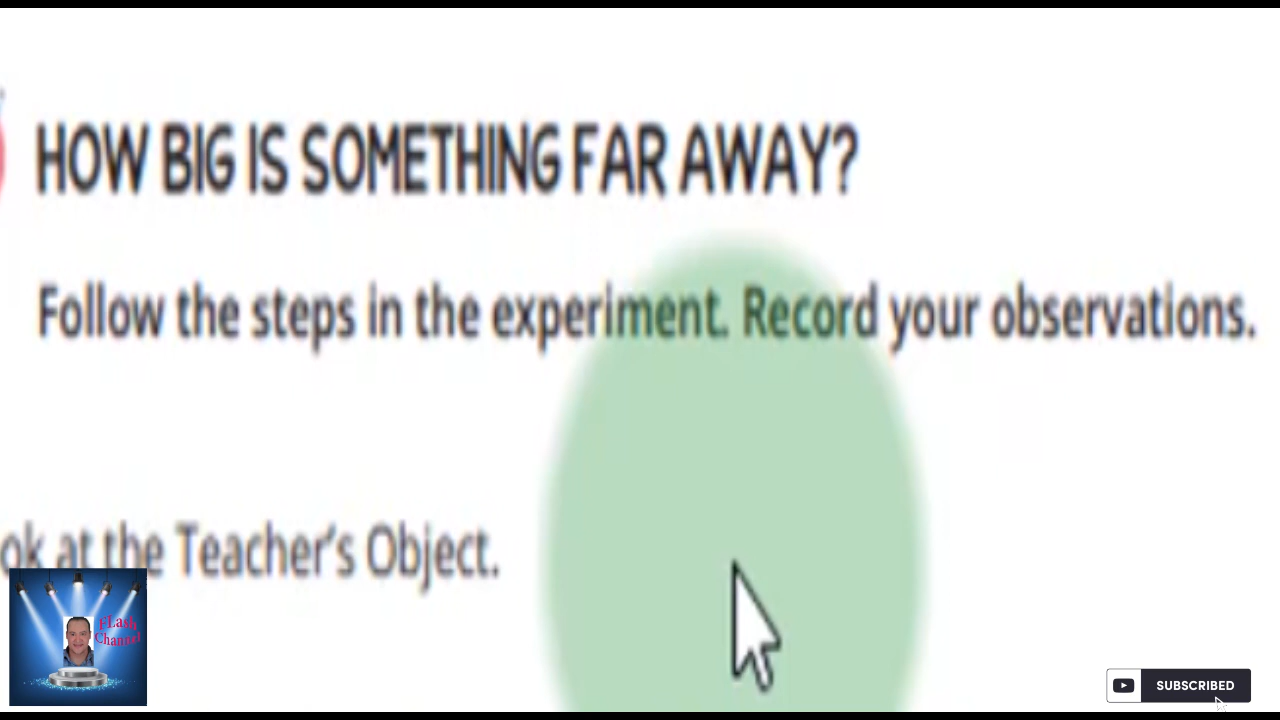 HOW BIG IS SOMETHING FAR AWAY?
Follow the steps in the experiment. Record your observations.
ok at the Teacher's Object.
FLash
Channel
SUBSCRIBED